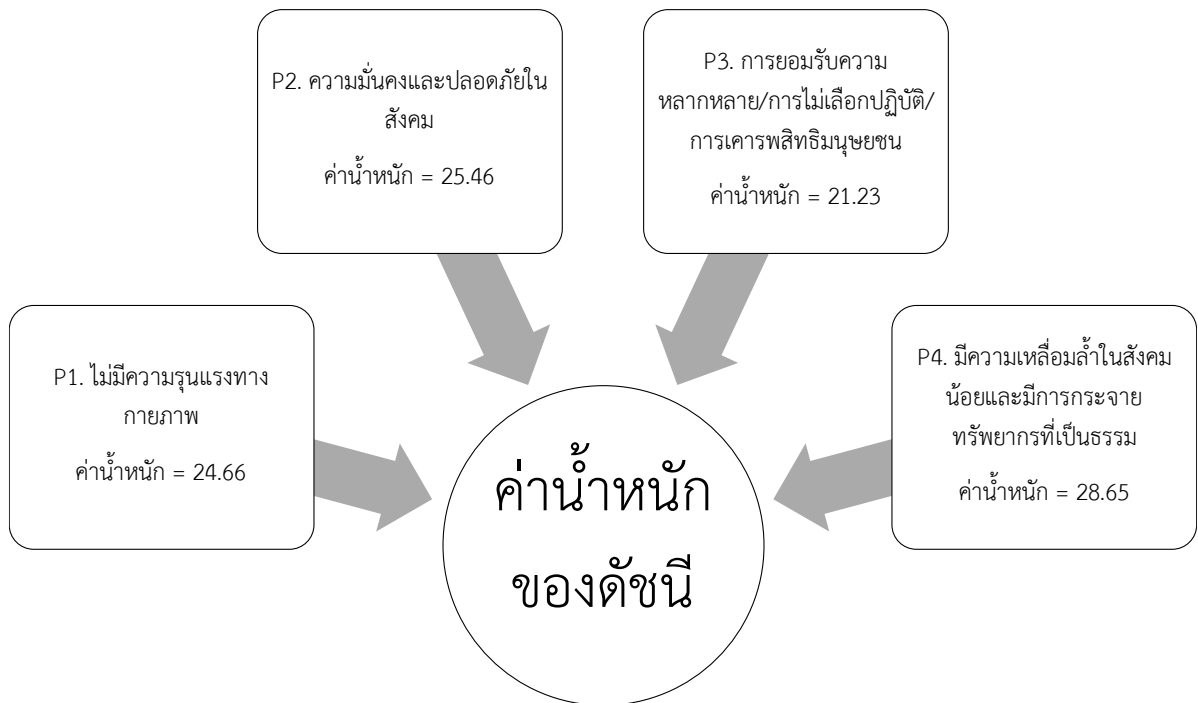 P2. ความมั่นคงและปลอดภัยใน
สังคม
ค่าน้ำหนัก = 25.46
P3. การยอมรับความ
หลากหลาย/การไม่เลือกปฏิบัติ/
การเคารพสิทธิมนุษยชน
ค่าน้ำหนัก = 21.23
P1. ไม่มีความรุนแรงทาง
กายภาพ
ค่าน้ำหนัก = 24.66
P4. มีความเหลื่อมล้ำในสังคม
น้อยและมีการกระจาย
ทรัพยากรที่เป็นธรรม
ค่าน้ำหนัก = 28.65
ค่าน้ำหนัก
ของดัชนี